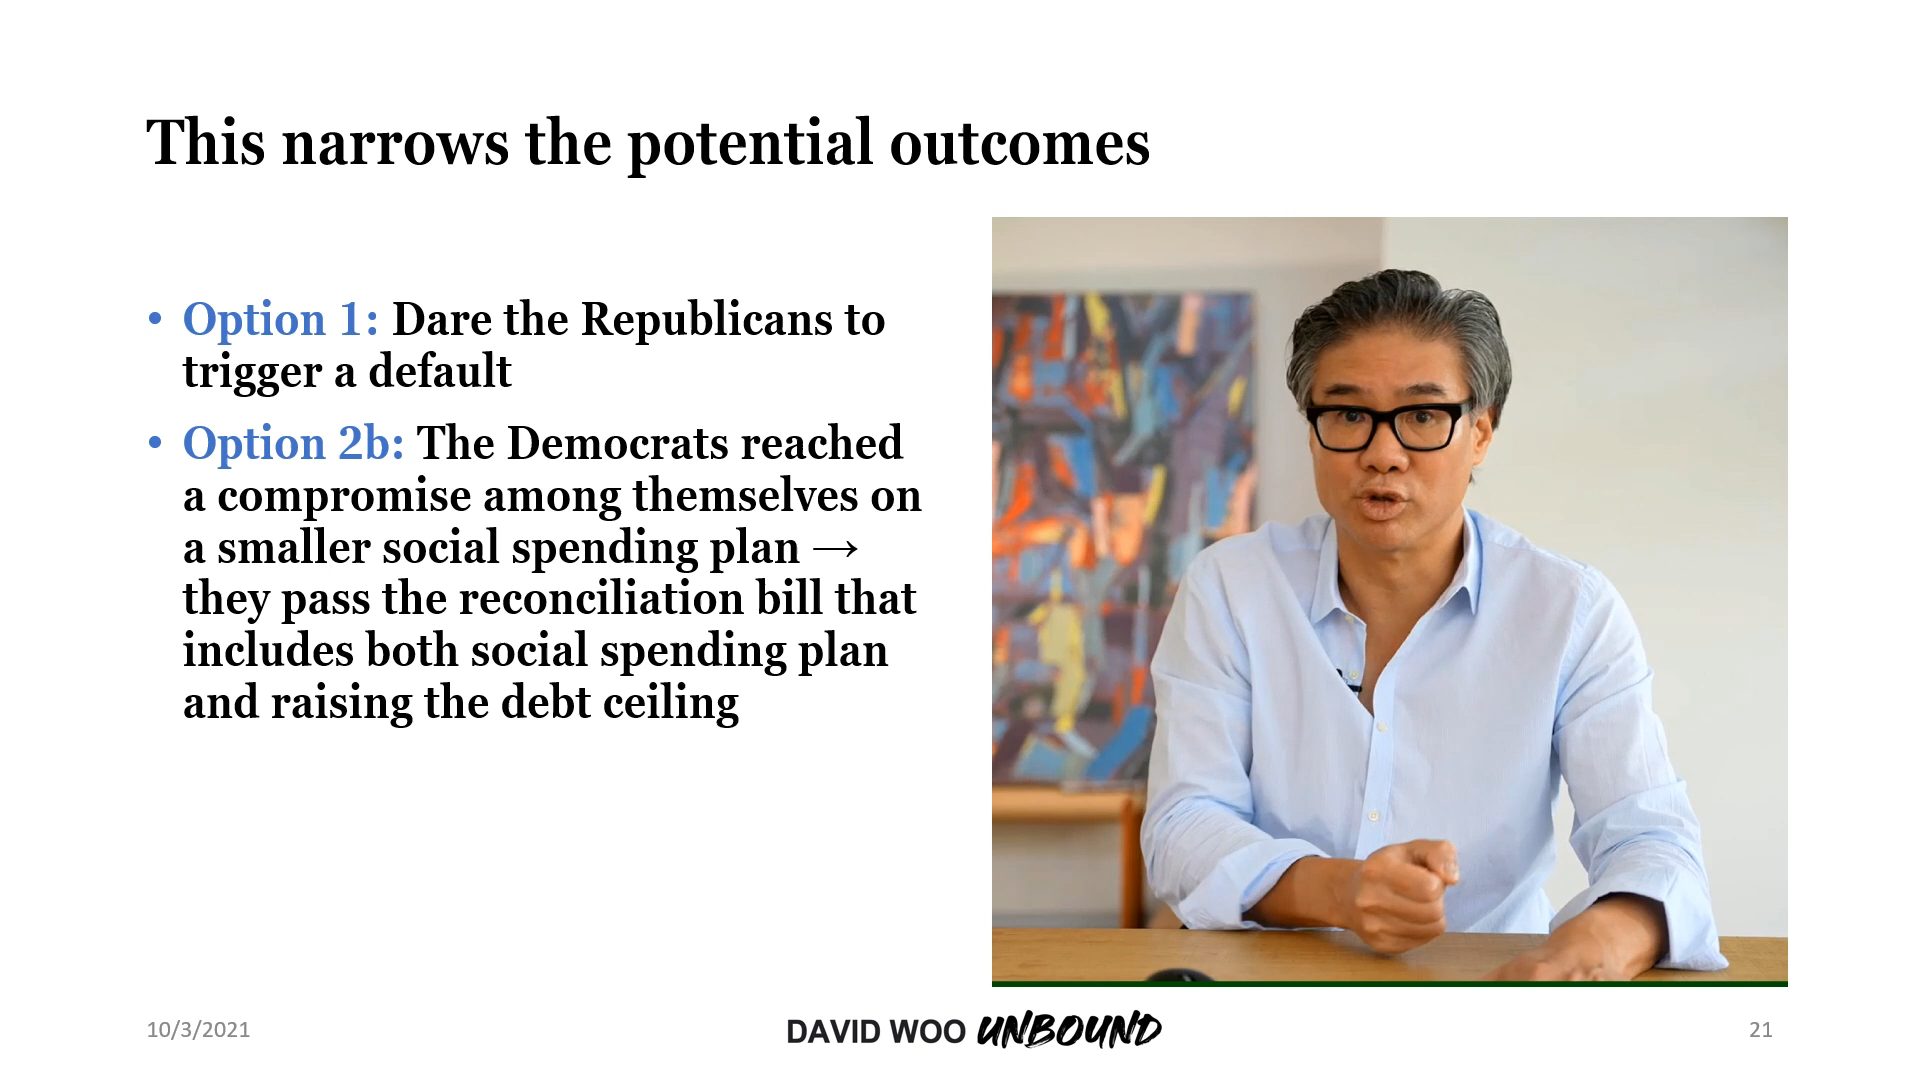 This narrows the potential outcomes
• Option 1: Dare the Republicans to
trigger a default
• Option 2b: The Democrats reached
a compromise among themselves on
a smaller social spending plan →
they pass the reconciliation bill that
includes both social spending plan
and raising the debt ceiling
10/3/2021
DAVID WOO UNBOUND
21